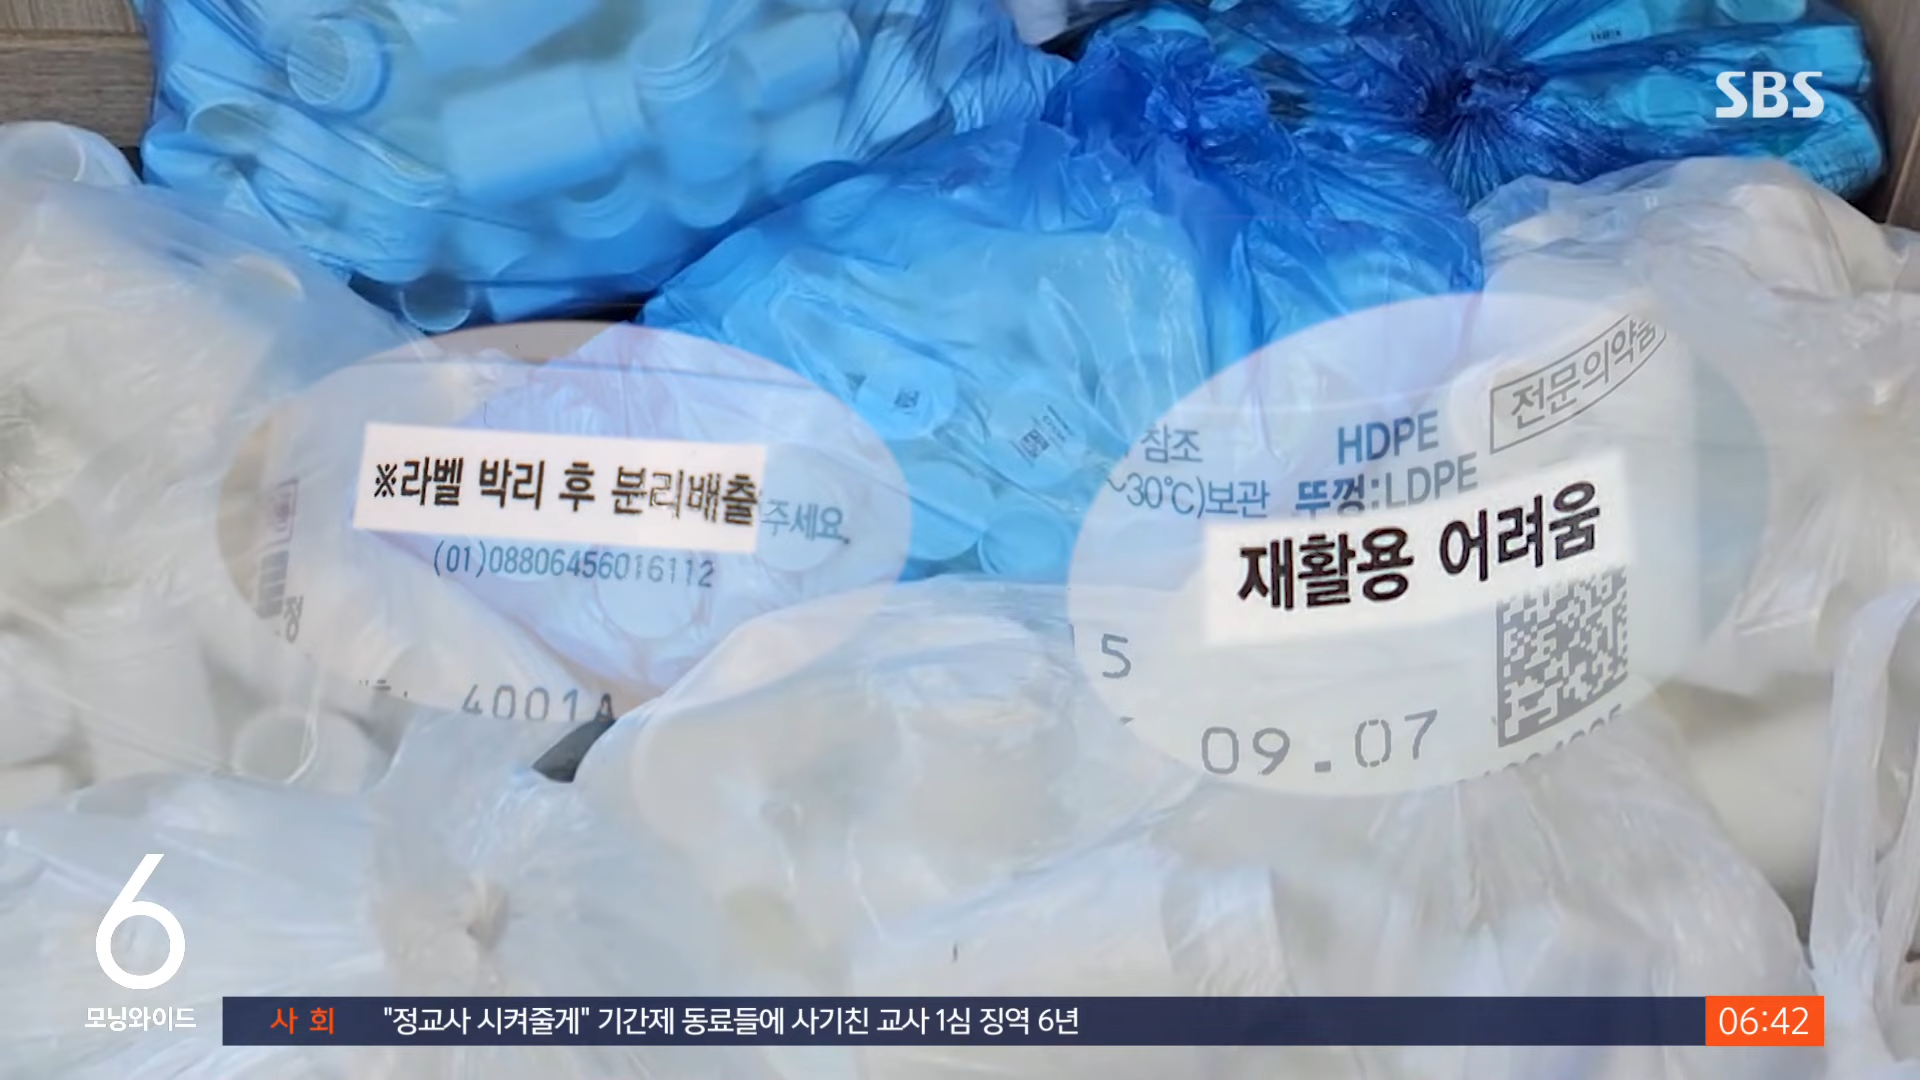 SBS
전문의약품
참조
HDPE
~30℃)보관
뚜껑:LDPE
재활용 어려움
※라벨 박리 후 분리배출주세요.
(01)08806456016112
정
4001A
5
09.07
6
모닝와이드
사회
"정교사 시켜줄게" 기간제 동료들에 사기친 교사 1심 징역 6년
06:42